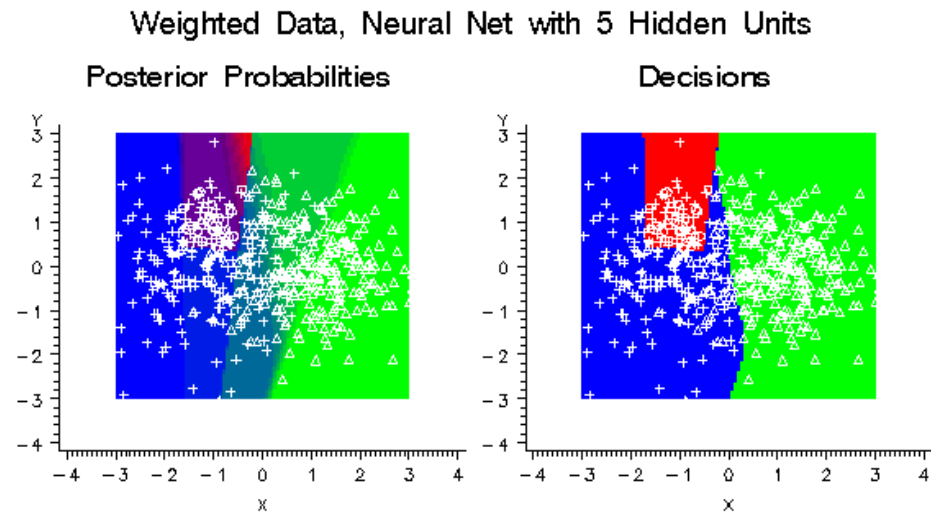 Weighted Data, Neural Net with 5 Hidden Units
Posterior Probabilities
Decisions
Y
3
2
1
0
-1
-2
-3
-4
-4 -3 -2 -1 0 1 2 3 4
X
Y
3
2
1
0
-1
-2
-3
-4
-4 -3 -2 -1 0 1 2 3 4
X